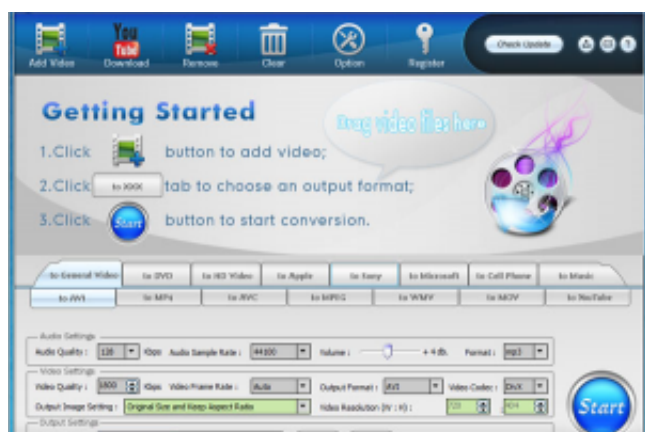 You
Tube
Add Video Download Remove Clear Option Register Check Update ?
Getting Started
Drag video files here
1.Click button to add video;
2.Click to XXX tab to choose an output format;
3.Click Start button to start conversion.
to General Video to DVD to HD Video to Apple to Sony to Microsoft to Cell Phone to Music
to AVI to MP4 to AVC to MPEG to WMV to MOV to YouTube
Audio Settings
Audio Quality : 128 Kbps Audio Sample Rate : 44100 Volume : + 4 db. Format : mp3
Video Settings
Video Quality : 1800 Kbps Video Frame Rate : Auto Output Format : AVI Video Codec : DivX
Output Image Setting : Original Size and Keep Aspect Ratio Video Resolution (W : H) : 720 :
Start
Output Settings